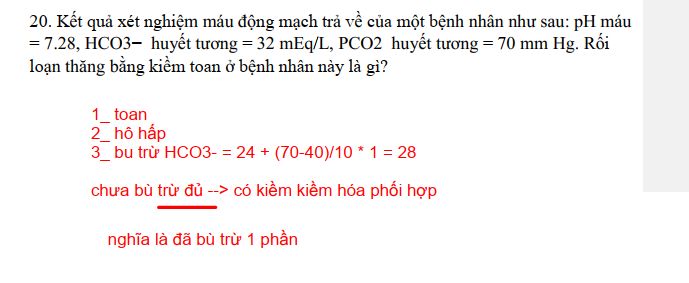 20. Kết quả xét nghiệm máu động mạch trả về của một bệnh nhân như sau: pH máu
= 7.28, HCO3− huyết tương = 32 mEq/L, PCO2 huyết tương = 70 mm Hg. Rối
loạn thăng bằng kiềm toan ở bệnh nhân này là gì?
1_ toan
2_ hô hấp
3_ bu trừ HCO3- = 24 + (70-40)/10 * 1 = 28
chưa bù trừ đủ --> có kiềm kiềm hóa phối hợp
nghĩa là đã bù trừ 1 phần